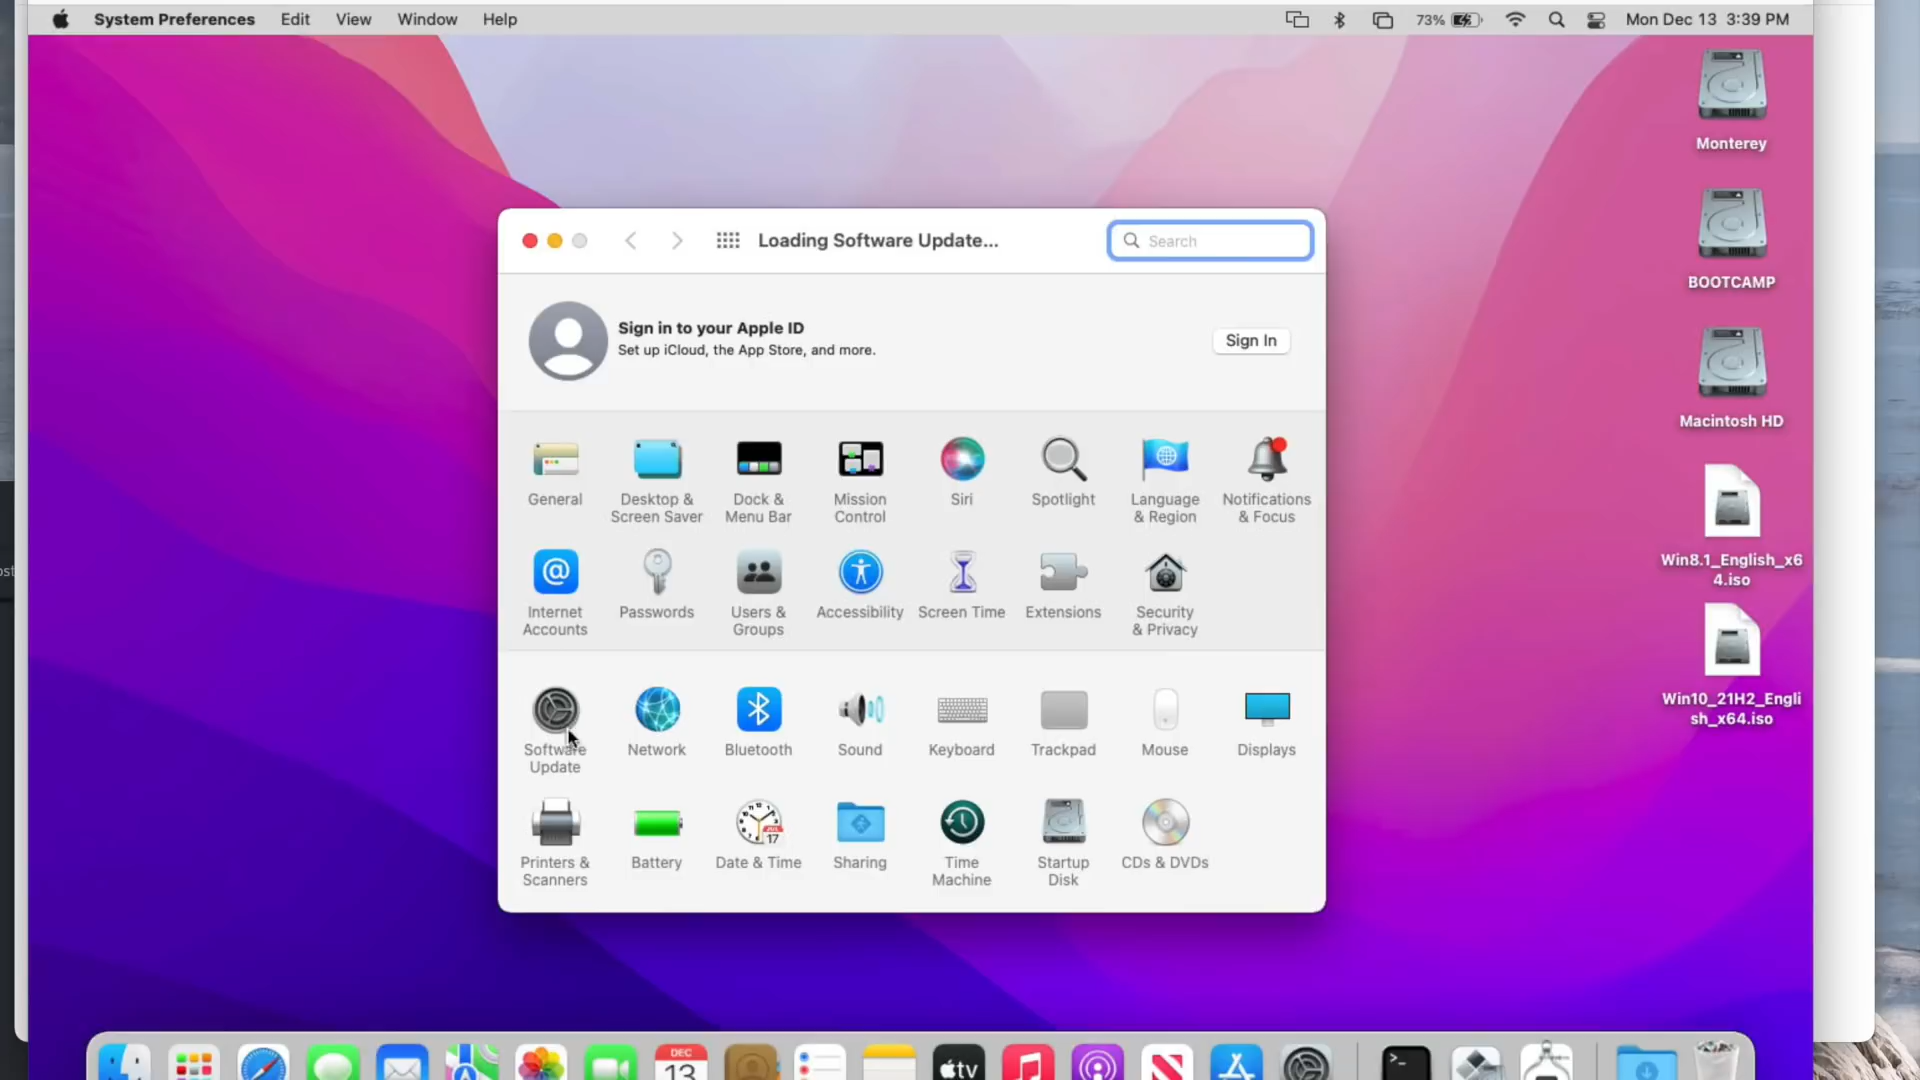 System Preferences Edit View Window Help 73% Mon Dec 13 3:39 PM
Monterey
BOOTCAMP
Macintosh HD
Win8.1_English_x6
4.iso
Win10_21H2_Engli
sh_x64.iso
ost
Loading Software Update... Search
Sign in to your Apple ID
Set up iCloud, the App Store, and more.
Sign In
General Desktop & Dock & Mission Siri Spotlight Language Notifications
Screen Saver Menu Bar Control & Region & Focus
Internet Passwords Users & Accessibility Screen Time Extensions Security
Accounts Groups & Privacy
Software Network Bluetooth Sound Keyboard Trackpad Mouse Displays
Update
JUL
17
Printers & Battery Date & Time Sharing Time Startup CDs & DVDs
Scanners Machine Disk
DEC
13
tv
>_